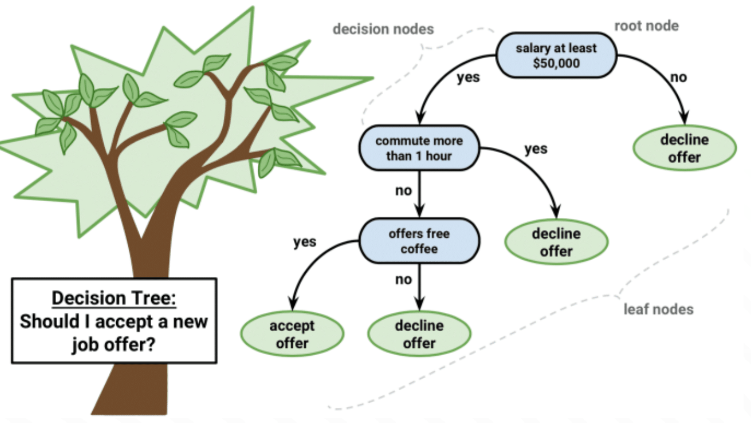 decision nodes
root node
salary at least
$50,000
yes
no
commute more
than 1 hour
decline
offer
yes
no
offers free
coffee
decline
offer
yes
no
accept
offer
decline
offer
leaf nodes
Decision Tree:
Should I accept a new
job offer?